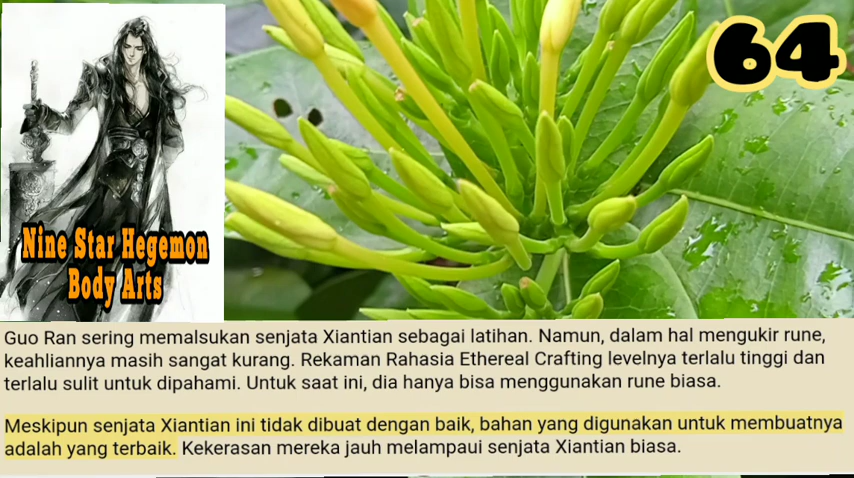 64
Nine Star Hegemon
Body Arts
Guo Ran sering memalsukan senjata Xiantian sebagai latihan. Namun, dalam hal mengukir rune,
keahliannya masih sangat kurang. Rekaman Rahasia Ethereal Crafting levelnya terlalu tinggi dan
terlalu sulit untuk dipahami. Untuk saat ini, dia hanya bisa menggunakan rune biasa.
Meskipun senjata Xiantian ini tidak dibuat dengan baik, bahan yang digunakan untuk membuatnya
adalah yang terbaik. Kekerasan mereka jauh melampaui senjata Xiantian biasa.